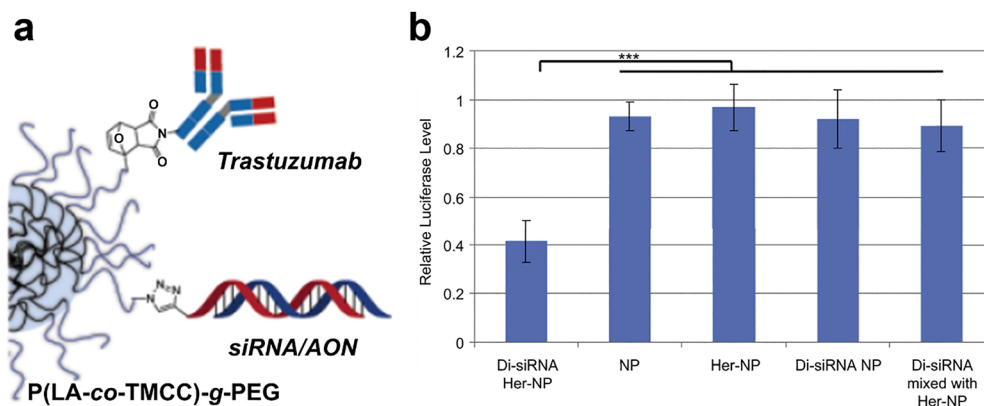 a
O
O
N
O
Trastuzumab
N
N
N
siRNA/AON
P(LA-co-TMCC)-g-PEG
b
Relative Luciferase Level
1.2
1
0.8
0.6
0.4
0.2
0
***
Di-siRNA
Her-NP
NP
Her-NP
Di-siRNA NP
Di-siRNA
mixed with
Her-NP